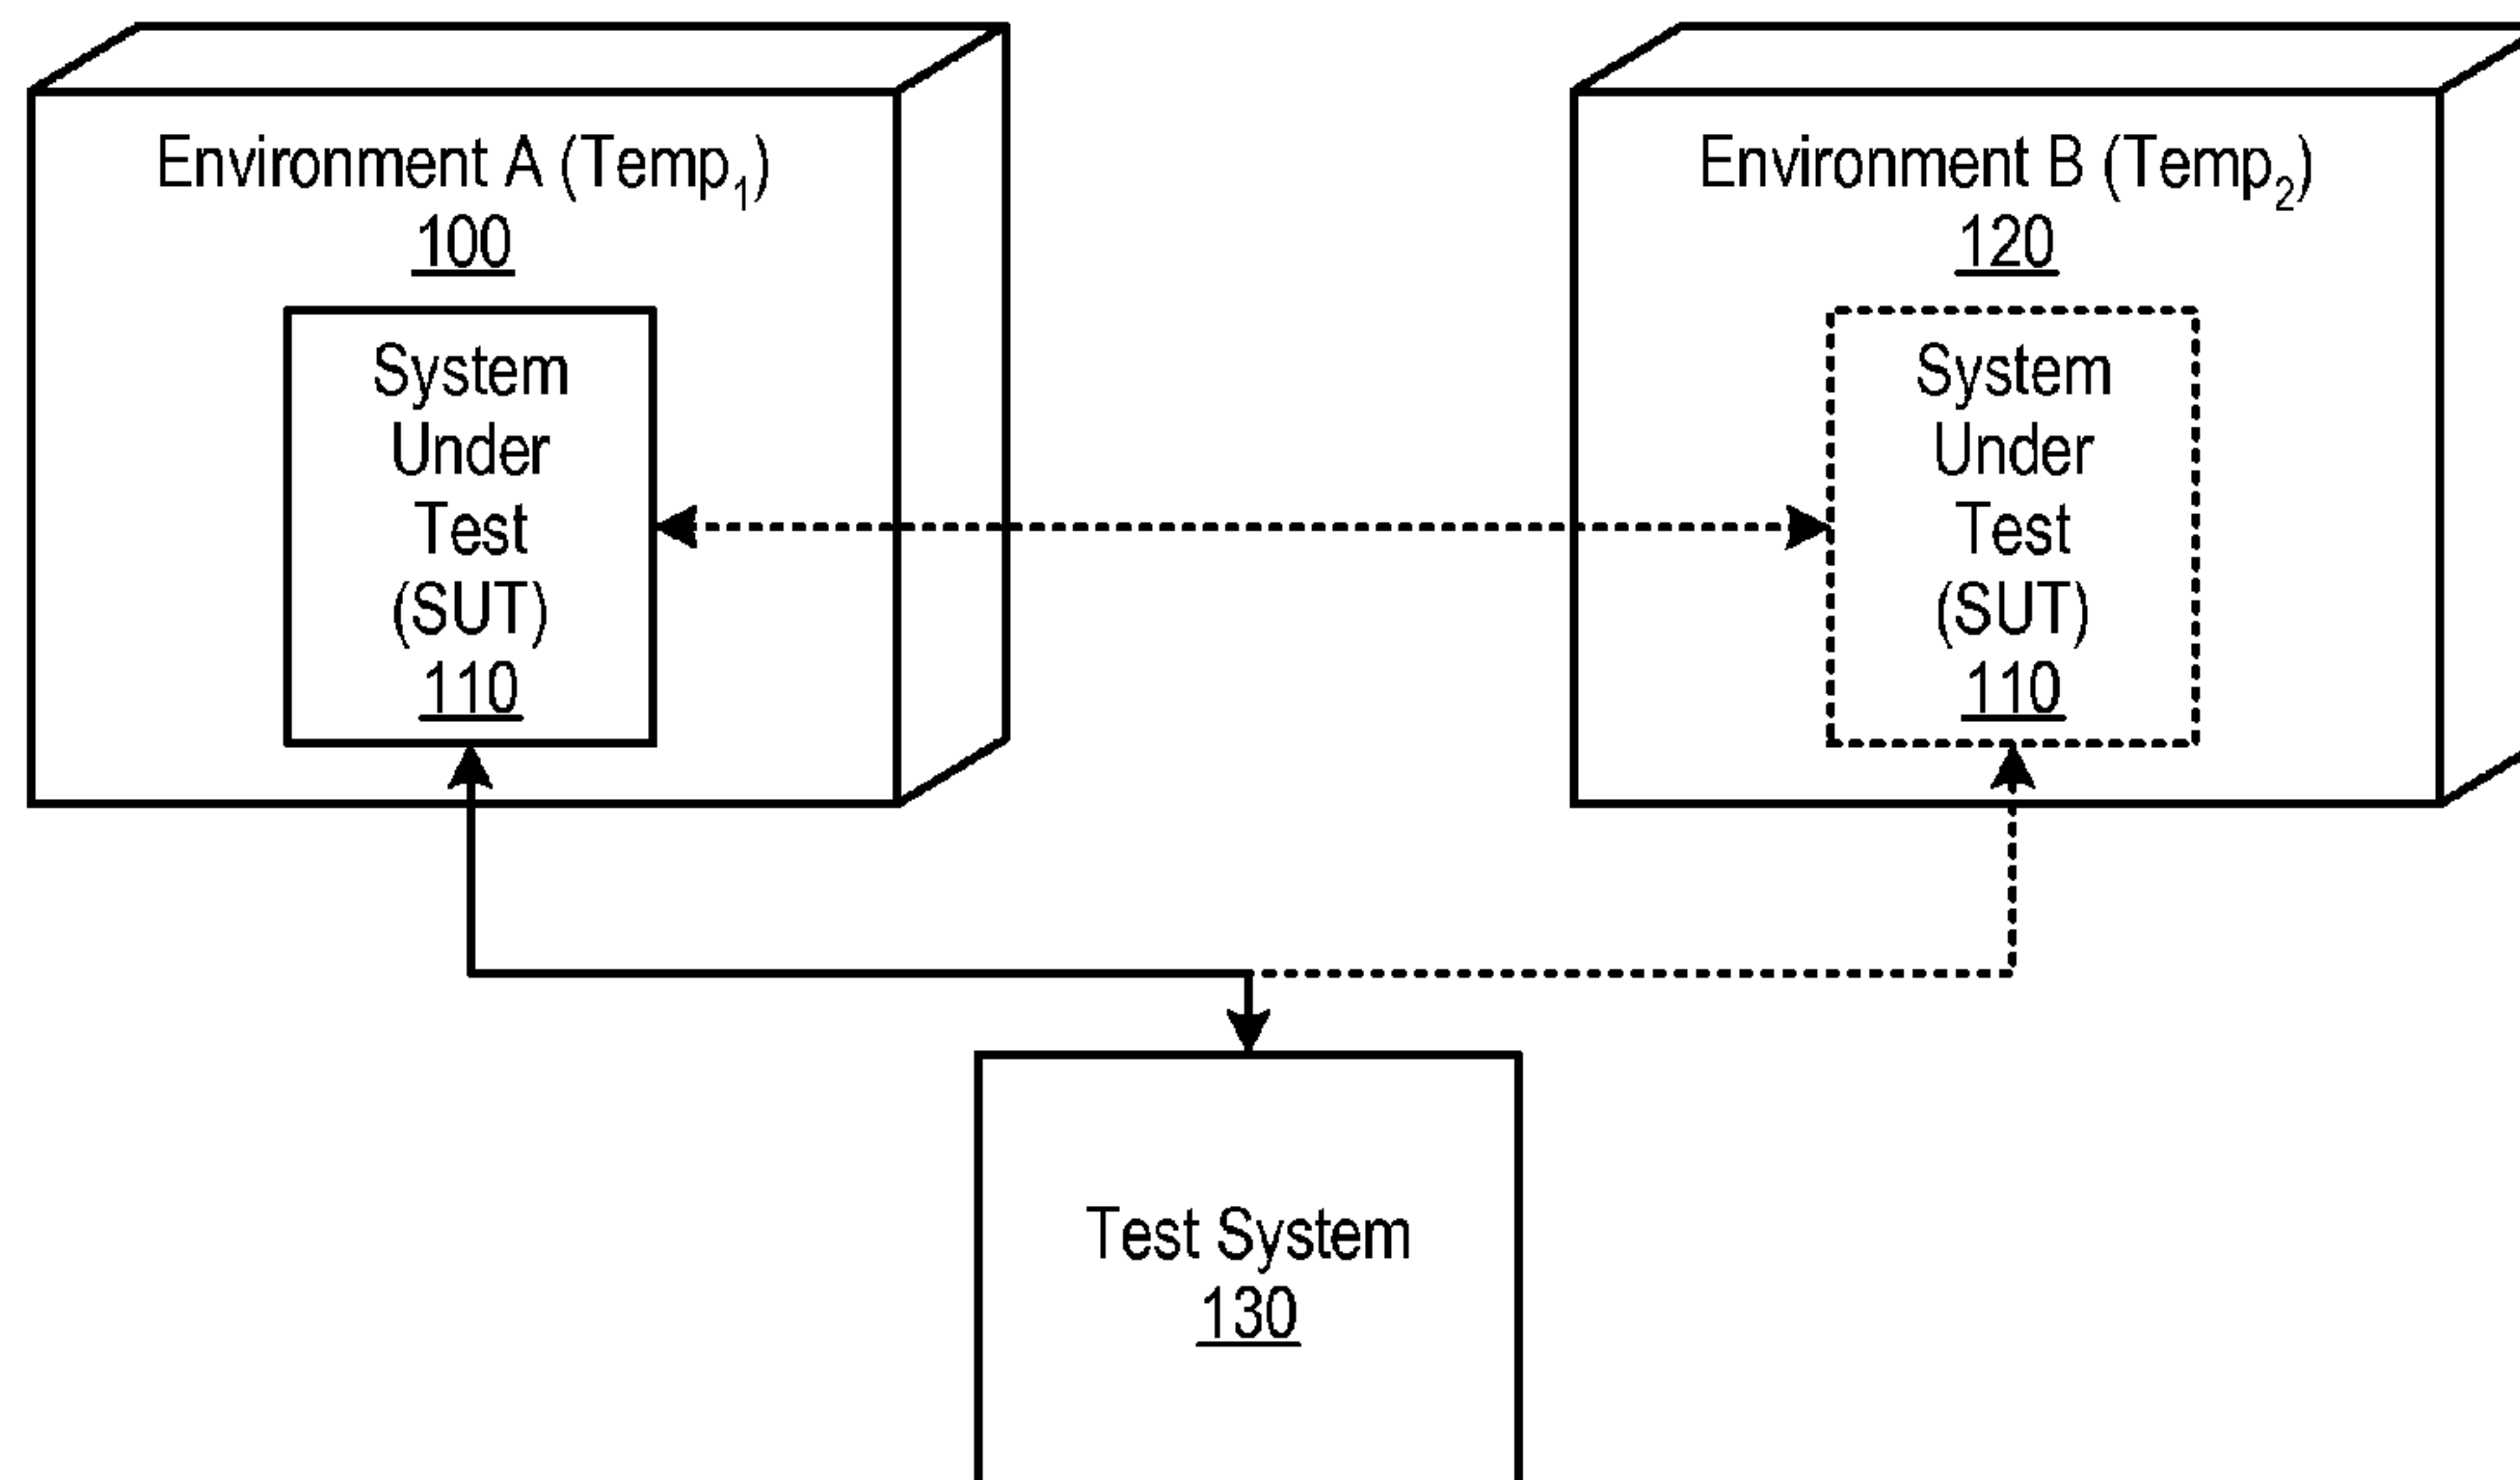 Environment A (Temp₁)
100
System
Under
Test
(SUT)
110
Environment B (Temp₂)
120
System
Under
Test
(SUT)
110
Test System
130